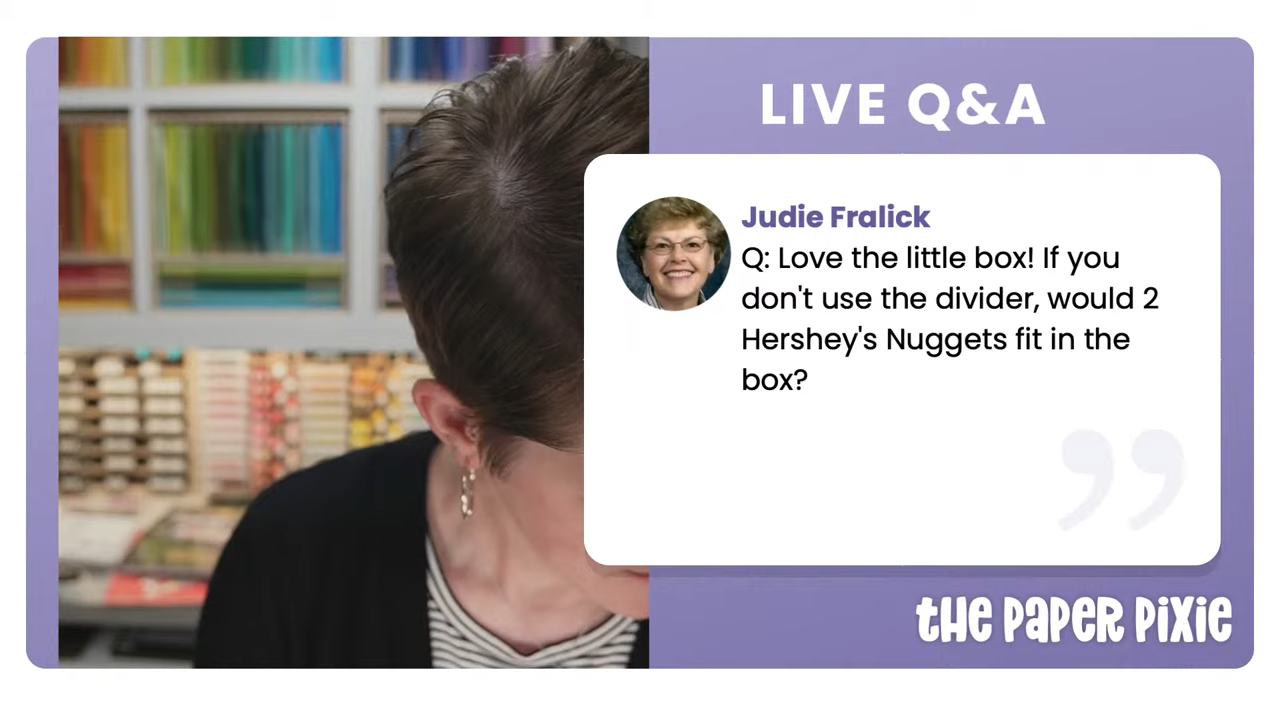 LIVE Q&A
Judie Fralick
Q: Love the little box! If you
don't use the divider, would 2
Hershey's Nuggets fit in the
box?
the PAPER PiXie